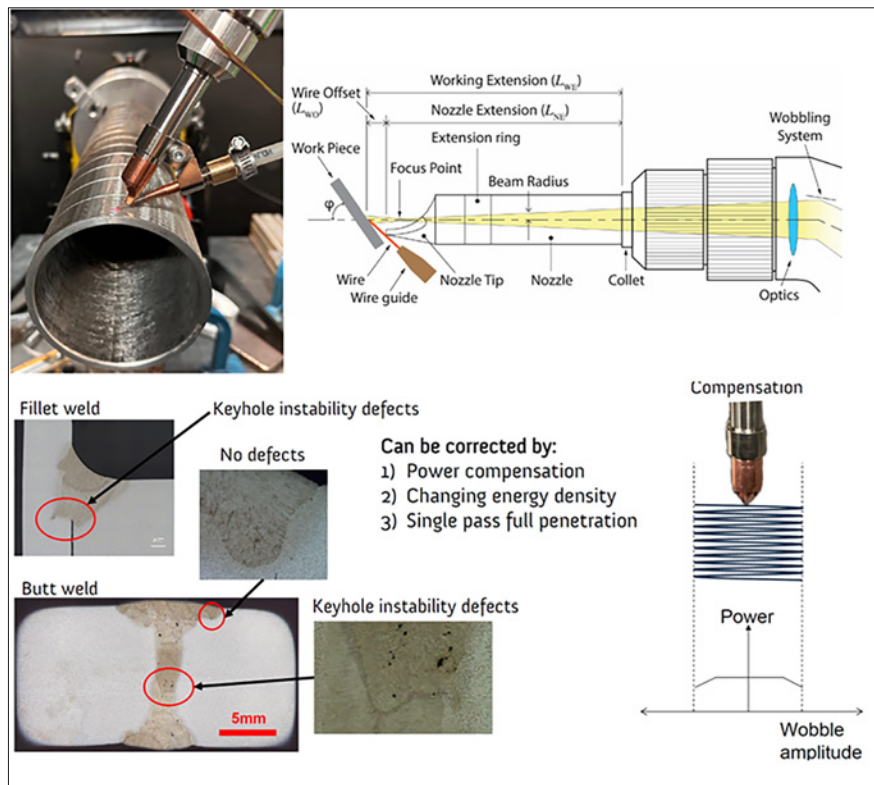 Working Extension (LWE)
Wire Offset
(LWO)
Nozzle Extension (LNE)
Extension ring
Wobbling
System
Work Piece
Focus Point
Beam Radius
φ
Wire
Wire guide
Nozzle Tip
Nozzle
Collet
Optics
Fillet weld
Keyhole instability defects
No defects
Can be corrected by:
1) Power compensation
2) Changing energy density
3) Single pass full penetration
Compensation
Butt weld
Keyhole instability defects
5mm
Power
Wobble
amplitude